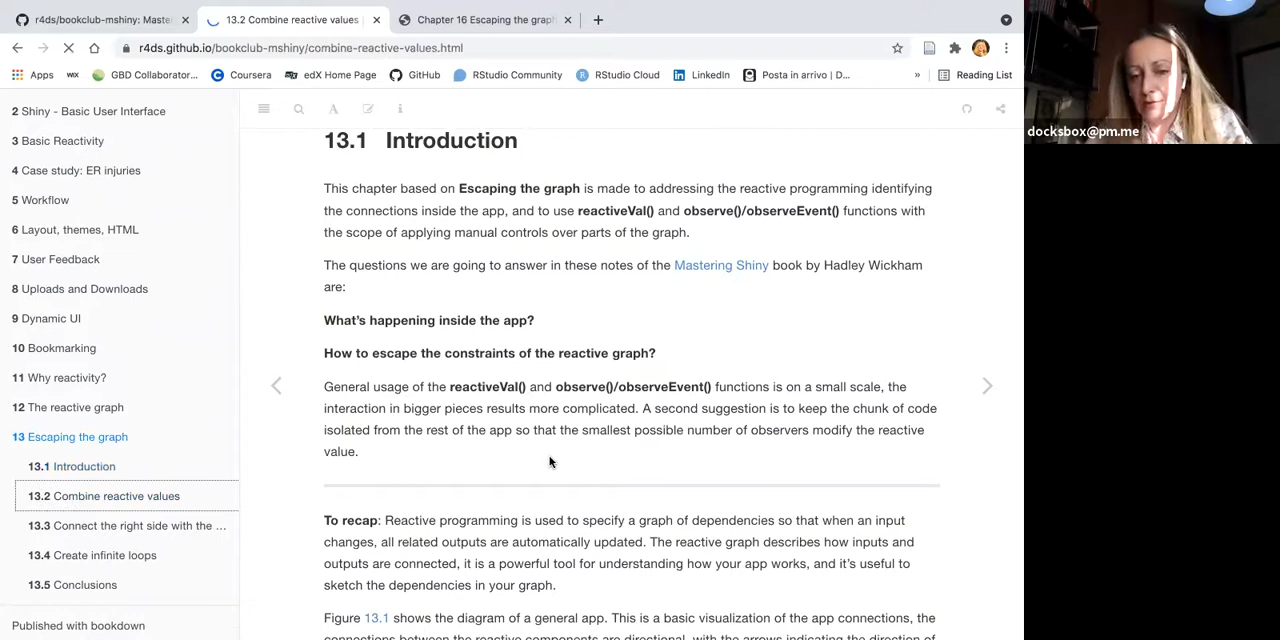 r4ds/bookclub-mshiny: Maste
13.2 Combine reactive values
Chapter 16 Escaping the graph
r4ds.github.io/bookclub-mshiny/combine-reactive-values.html
Apps
WIX
GBD Collaborator...
Coursera
edX Home Page
GitHub
RStudio Community
RStudio Cloud
LinkedIn
Posta in arrivo | D...
»
Reading List
2 Shiny - Basic User Interface
3 Basic Reactivity
4 Case study: ER injuries
5 Workflow
6 Layout, themes, HTML
7 User Feedback
8 Uploads and Downloads
9 Dynamic UI
10 Bookmarking
11 Why reactivity?
12 The reactive graph
13 Escaping the graph
13.1 Introduction
13.2 Combine reactive values
13.3 Connect the right side with the ...
13.4 Create infinite loops
13.5 Conclusions
Published with bookdown
13.1 Introduction
This chapter based on Escaping the graph is made to addressing the reactive programming identifying
the connections inside the app, and to use reactiveVal() and observe()/observeEvent() functions with
the scope of applying manual controls over parts of the graph.
The questions we are going to answer in these notes of the Mastering Shiny book by Hadley Wickham
are:
What's happening inside the app?
How to escape the constraints of the reactive graph?
General usage of the reactiveVal() and observe()/observeEvent() functions is on a small scale, the
interaction in bigger pieces results more complicated. A second suggestion is to keep the chunk of code
isolated from the rest of the app so that the smallest possible number of observers modify the reactive
value.
To recap: Reactive programming is used to specify a graph of dependencies so that when an input
changes, all related outputs are automatically updated. The reactive graph describes how inputs and
outputs are connected, it is a powerful tool for understanding how your app works, and it's useful to
sketch the dependencies in your graph.
Figure 13.1 shows the diagram of a general app. This is a basic visualization of the app connections, the
connections between the reactive components are directional, with the arrows indicating the direction of
docksbox@pm.me